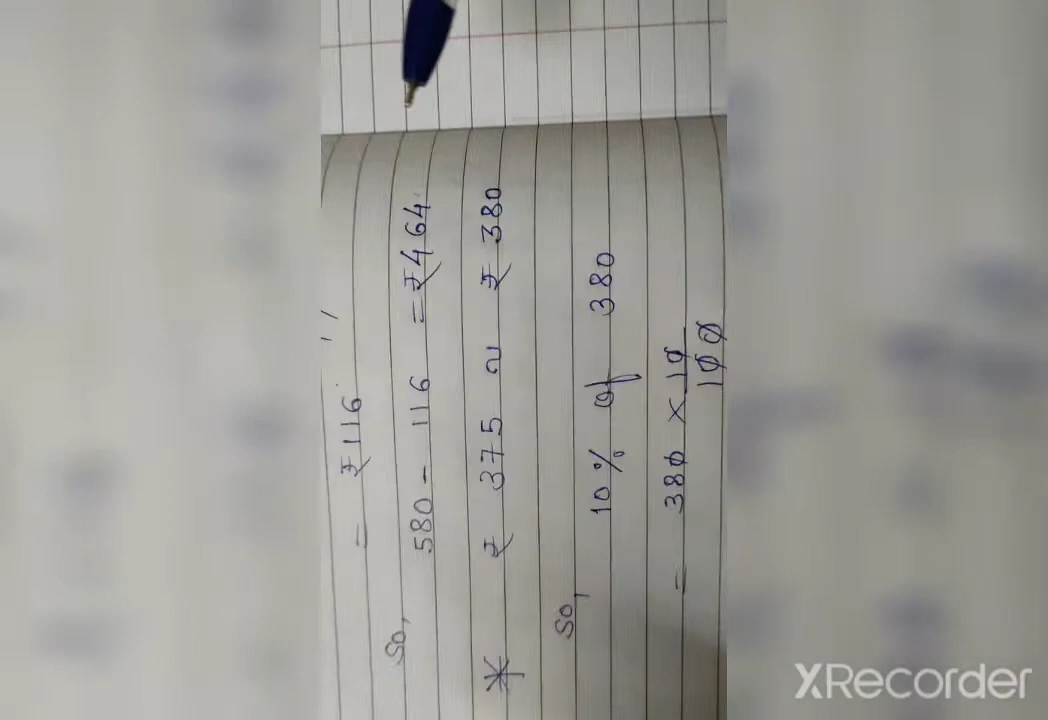 = ₹116
So,
580 - 116 = ₹464
* ₹ 375 ~ ₹ 380
So,
10% of 380
= 380 × 10
100
XRecorder